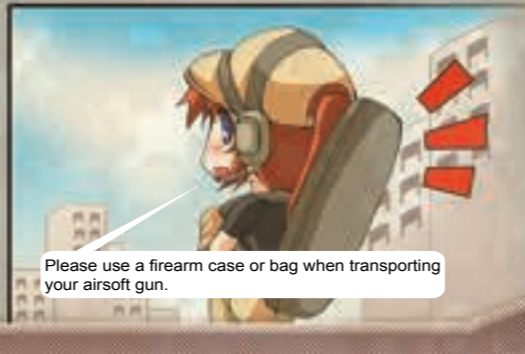 Please use a firearm case or bag when transporting
your airsoft gun.